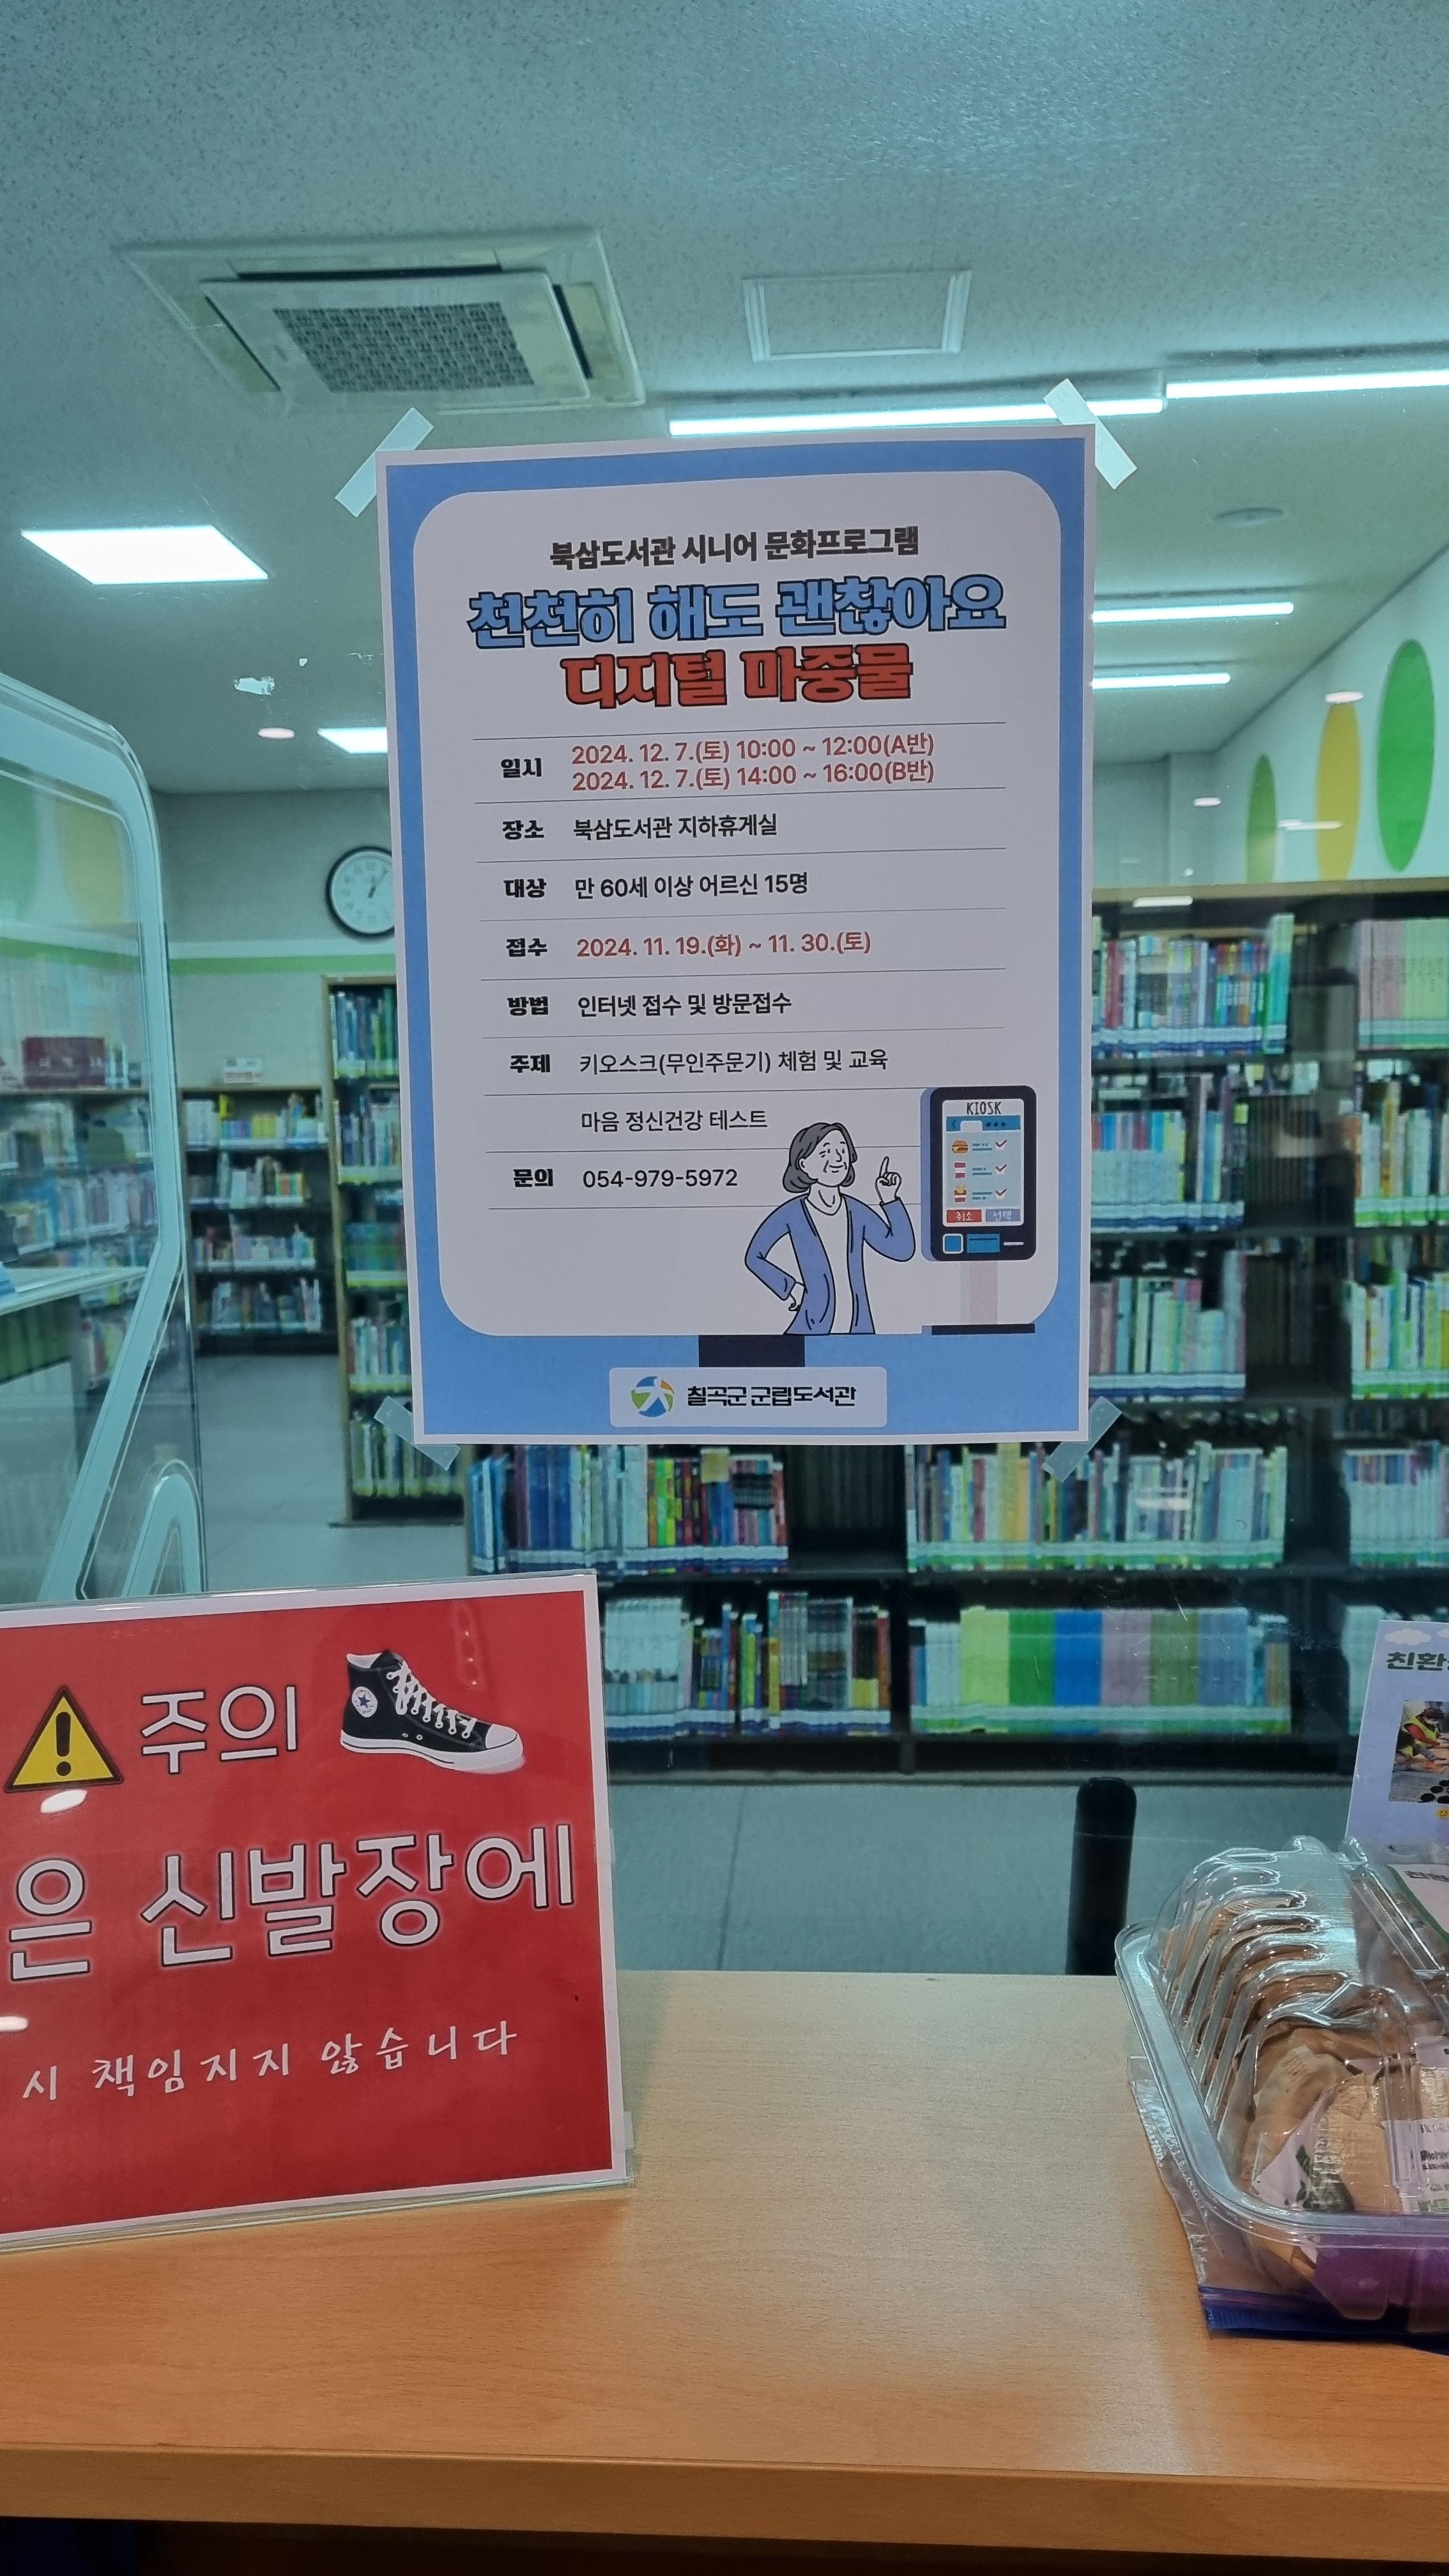 북삼도서관 시니어 문화프로그램
천천히 해도 괜찮아요
디지털 마중물
일시 2024. 12. 7.(토) 10:00 ~ 12:00(A반)
2024. 12. 7.(토) 14:00 ~ 16:00(B반)
장소 북삼도서관 지하휴게실
대상 만 60세 이상 어르신 15명
접수 2024. 11. 19.(화) ~ 11. 30.(토)
방법 인터넷 접수 및 방문접수
주제 키오스크(무인주문기) 체험 및 교육
마음 정신건강 테스트
문의 054-979-5972
KIOSK
취소 선택
칠곡군 군립도서관
주의
은 신발장에
시 책임지지 않습니다
친환